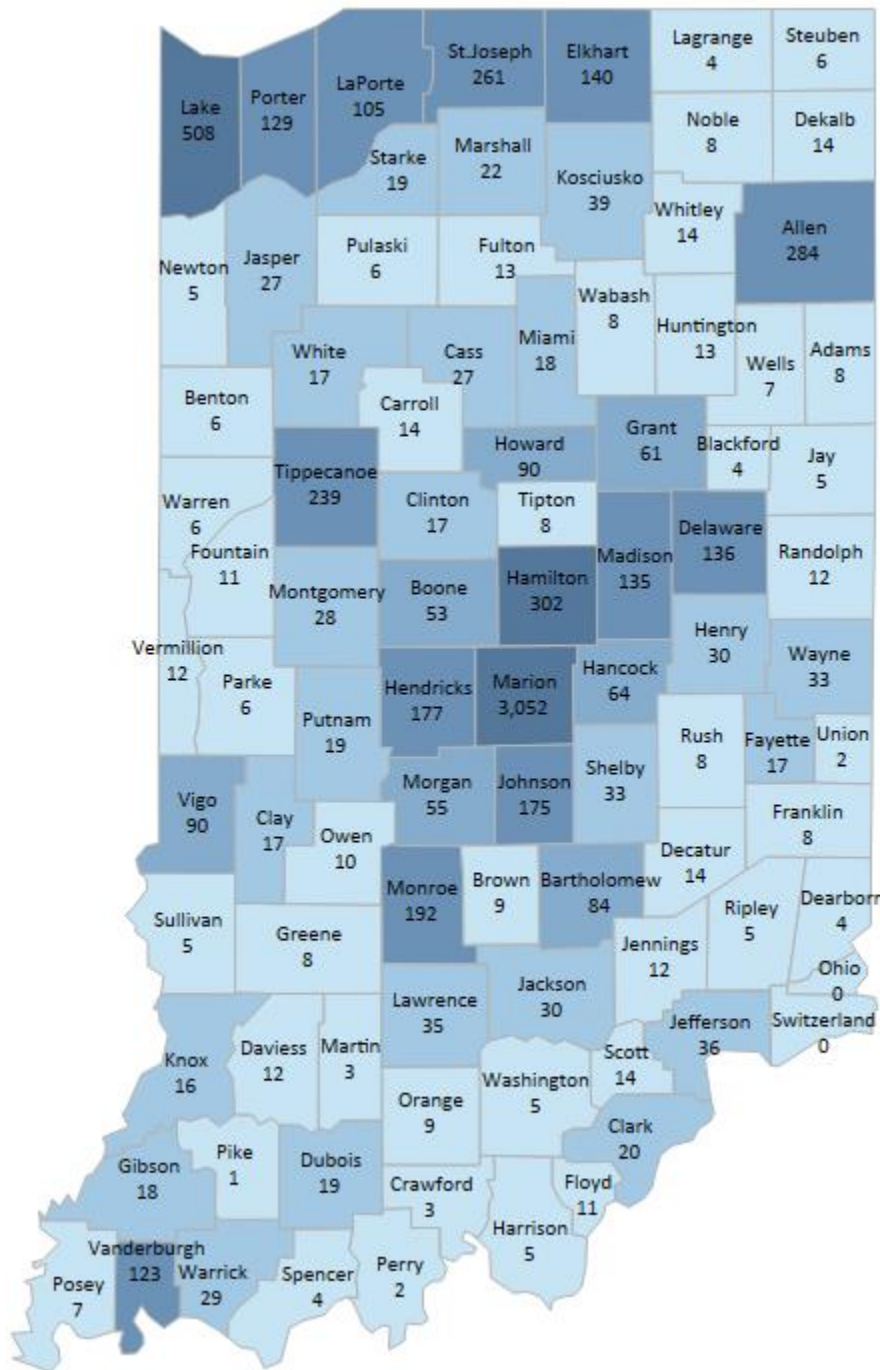 Lake
508
Porter
129
LaPorte
105
St.Joseph
261
Elkhart
140
Lagrange
4
Steuben
6
Noble
8
Dekalb
14
Starke
19
Marshall
22
Kosciusko
39
Whitley
14
Allen
284
Newton
5
Jasper
27
Pulaski
6
Fulton
13
Wabash
8
Huntington
13
Wells
7
Adams
8
White
17
Cass
27
Miami
18
Benton
6
Carroll
14
Howard
90
Grant
61
Blackford
4
Jay
5
Tippecanoe
239
Clinton
17
Tipton
8
Warren
6
Fountain
11
Madison
135
Delaware
136
Randolph
12
Montgomery
28
Boone
53
Hamilton
302
Henry
30
Wayne
33
Vermillion
12
Parke
6
Putnam
19
Hendricks
177
Marion
3,052
Hancock
64
Rush
8
Fayette
17
Union
2
Vigo
90
Clay
17
Owen
10
Morgan
55
Johnson
175
Shelby
33
Franklin
8
Decatur
14
Monroe
192
Brown
9
Bartholomew
84
Sullivan
5
Greene
8
Jennings
12
Ripley
5
Dearborn
4
Ohio
0
Lawrence
35
Jackson
30
Jefferson
36
Switzerland
0
Knox
16
Daviess
12
Martin
3
Orange
9
Washington
5
Scott
14
Clark
20
Gibson
18
Pike
1
Dubois
19
Crawford
3
Floyd
11
Harrison
5
Posey
7
Vanderburgh
123
Warrick
29
Spencer
4
Perry
2